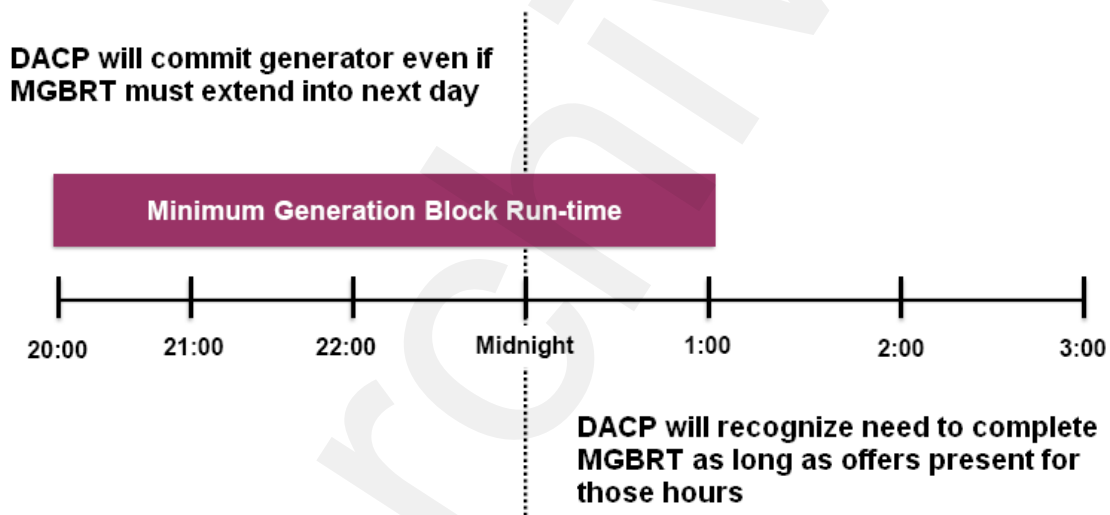 DACP will commit generator even if
MGBRT must extend into next day
Minimum Generation Block Run-time
20:00 21:00 22:00 Midnight 1:00 2:00 3:00
DACP will recognize need to complete
MGBRT as long as offers present for
those hours